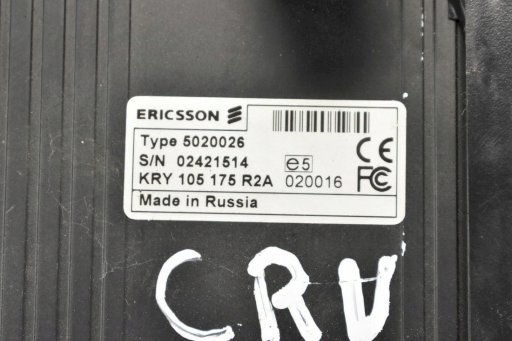 ERICSSON
Type 5020026
S/N 02421514 e5 CE
KRY 105 175 R2A 020016 FC
Made in Russia
CRV